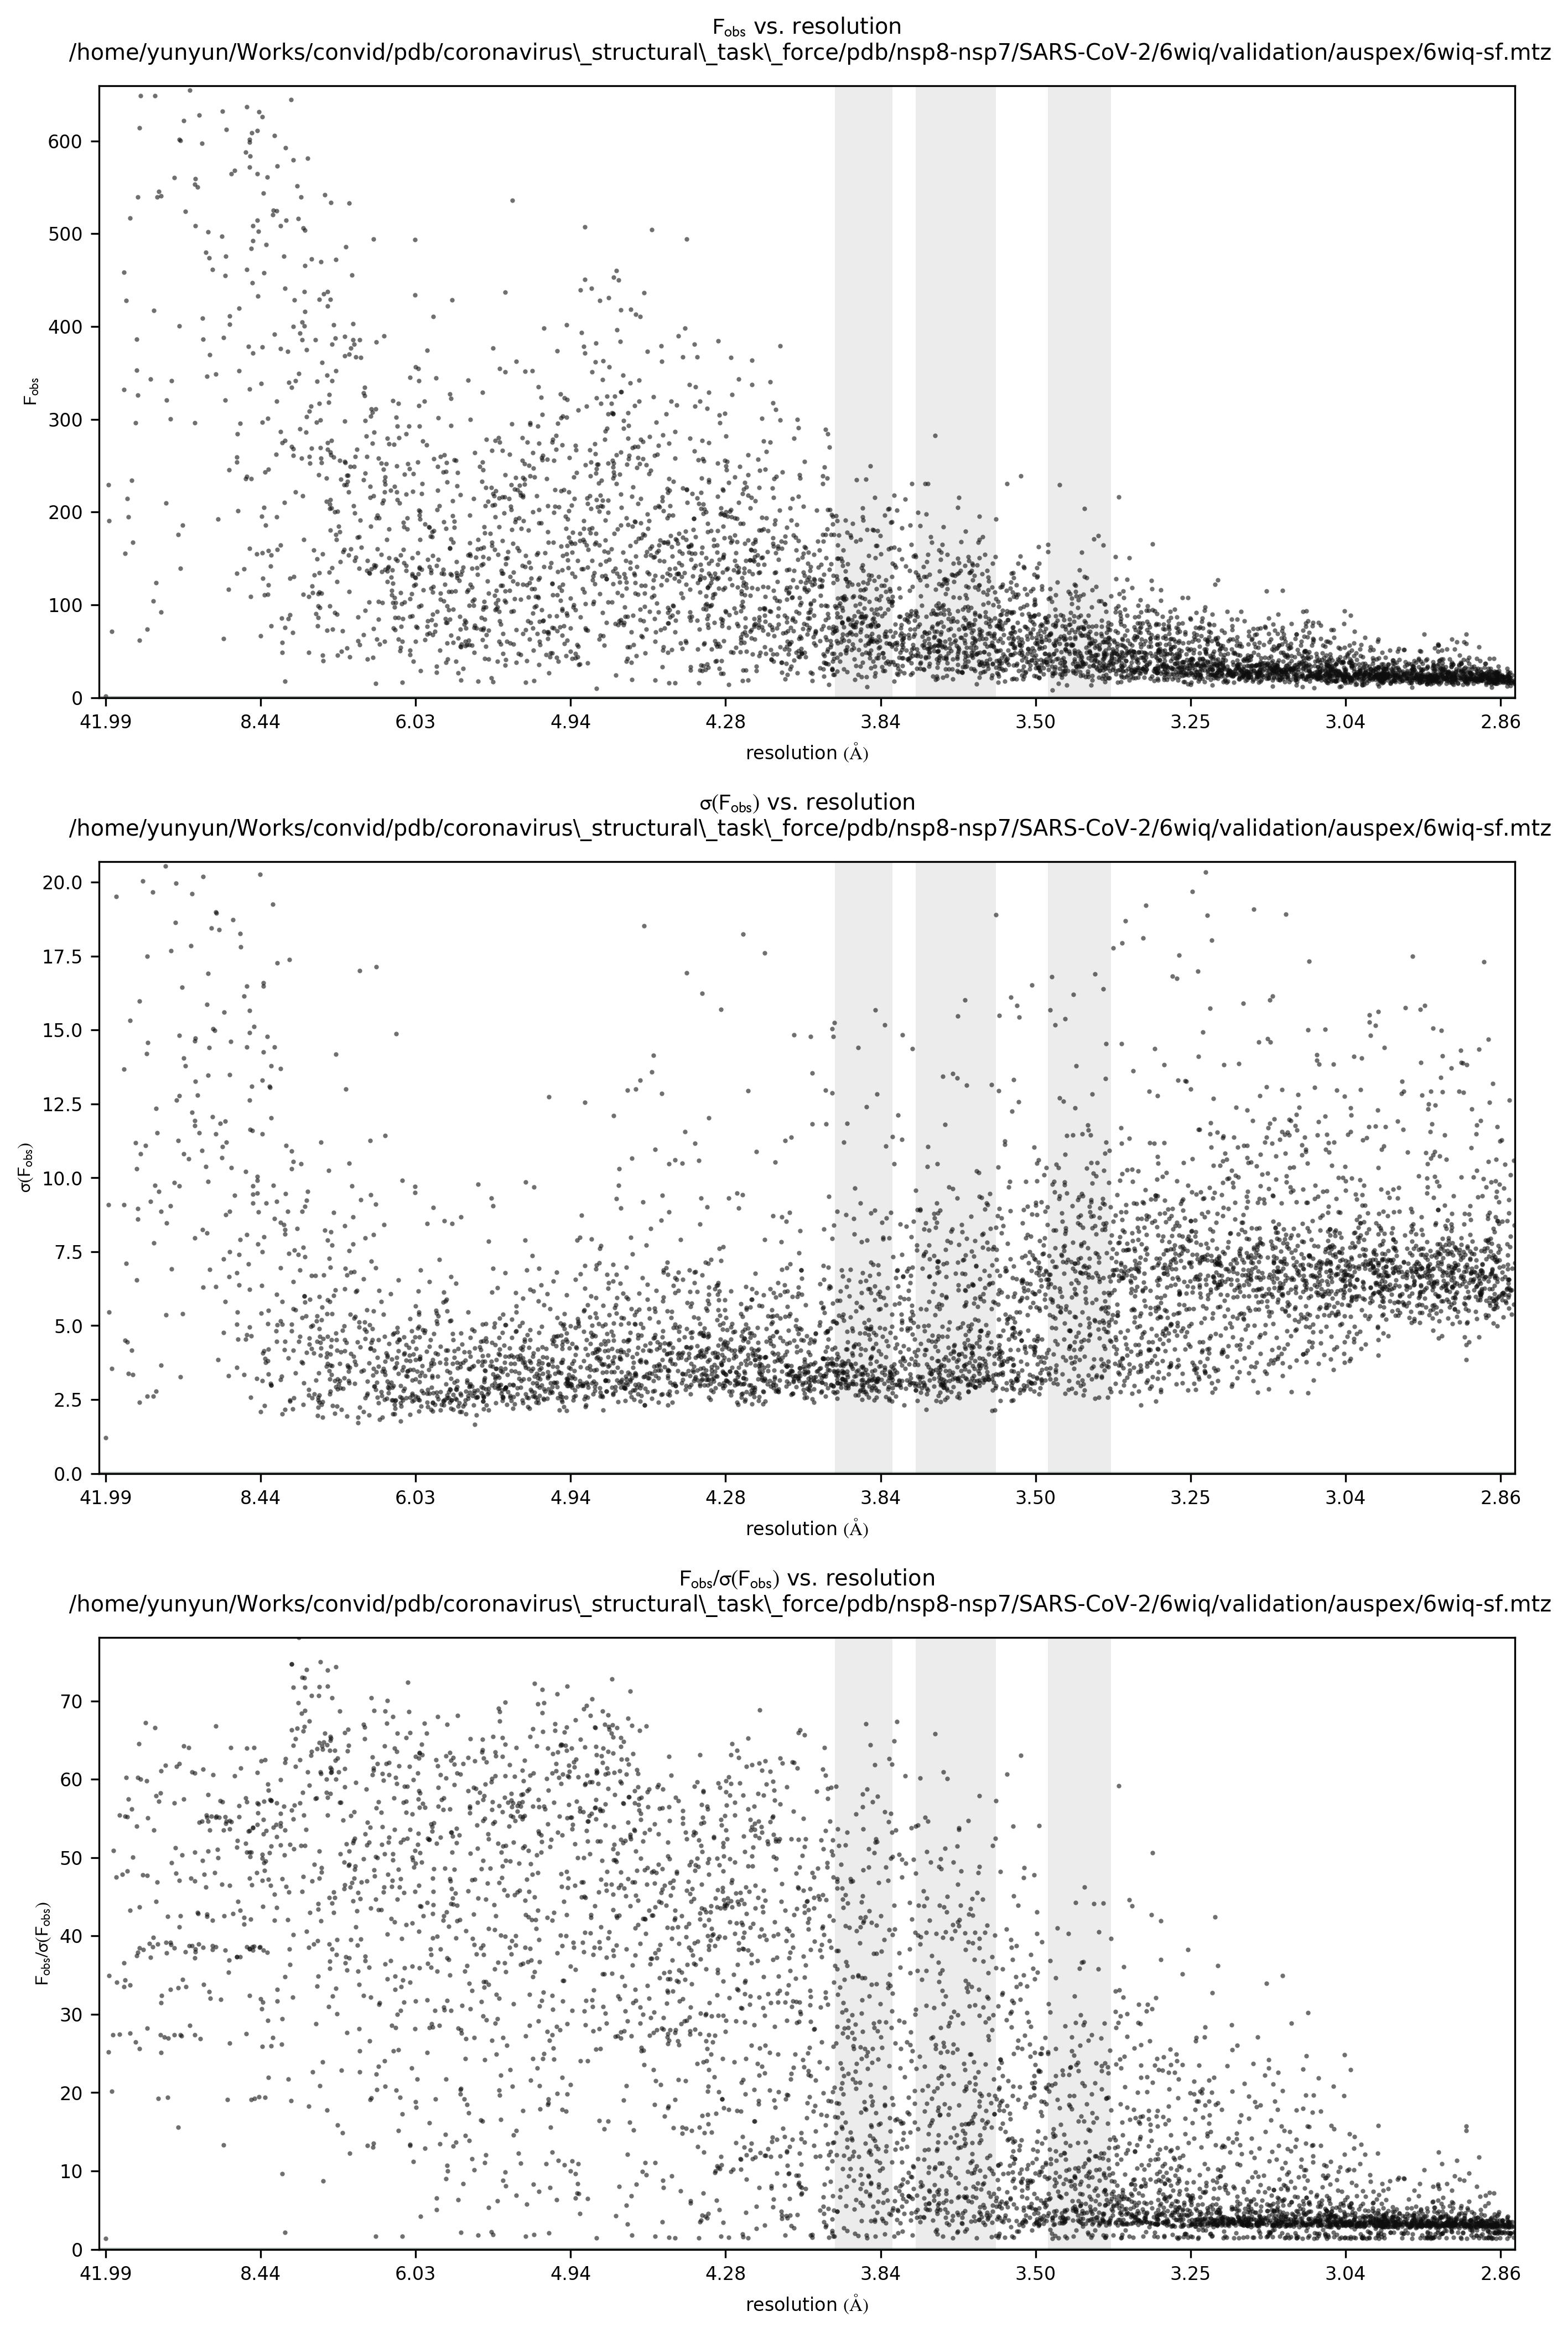 Fobs vs. resolution
/home/yunyun/Works/convid/pdb/coronavirus\_structural\_task\_force/pdb/nsp8-nsp7/SARS-CoV-2/6wiq/validation/auspex/6wiq-sf.mtz
600
500
400
300
200
100
0
Fobs
41.99 8.44 6.03 4.94 4.28 3.84 3.50 3.25 3.04 2.86
resolution (Å)
σ(Fobs) vs. resolution
/home/yunyun/Works/convid/pdb/coronavirus\_structural\_task\_force/pdb/nsp8-nsp7/SARS-CoV-2/6wiq/validation/auspex/6wiq-sf.mtz
20.0
17.5
15.0
12.5
10.0
7.5
5.0
2.5
0.0
σ(Fobs)
41.99 8.44 6.03 4.94 4.28 3.84 3.50 3.25 3.04 2.86
resolution (Å)
Fobs/σ(Fobs) vs. resolution
/home/yunyun/Works/convid/pdb/coronavirus\_structural\_task\_force/pdb/nsp8-nsp7/SARS-CoV-2/6wiq/validation/auspex/6wiq-sf.mtz
70
60
50
40
30
20
10
0
Fobs/σ(Fobs)
41.99 8.44 6.03 4.94 4.28 3.84 3.50 3.25 3.04 2.86
resolution (Å)